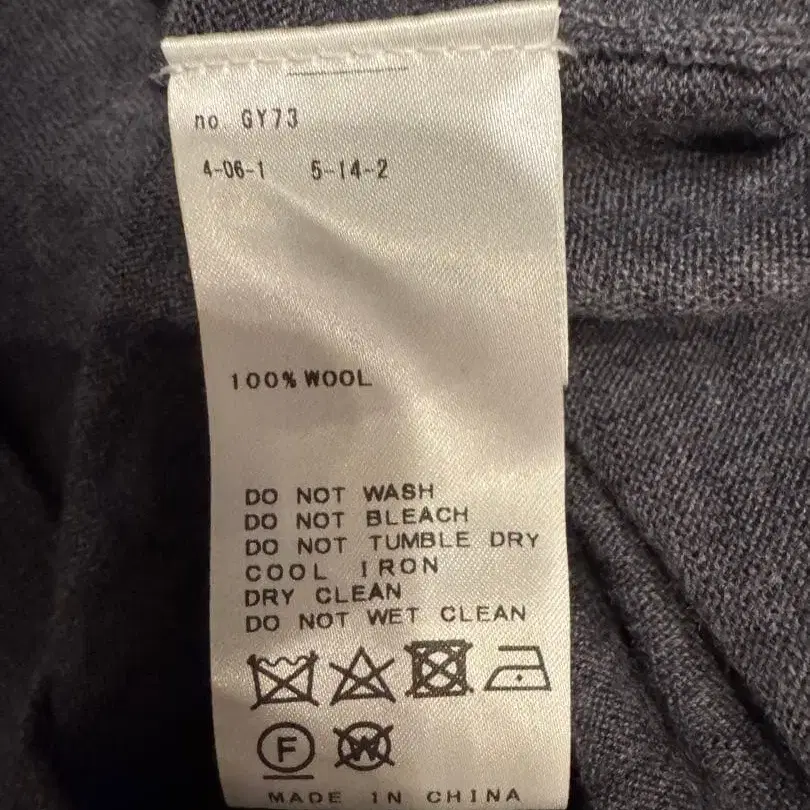 no. GY73
4-06-1 5-14-2
100% WOOL
DO NOT WASH
DO NOT BLEACH
DO NOT TUMBLE DRY
COOL IRON
DRY CLEAN
DO NOT WET CLEAN
F W
MADE IN CHINA